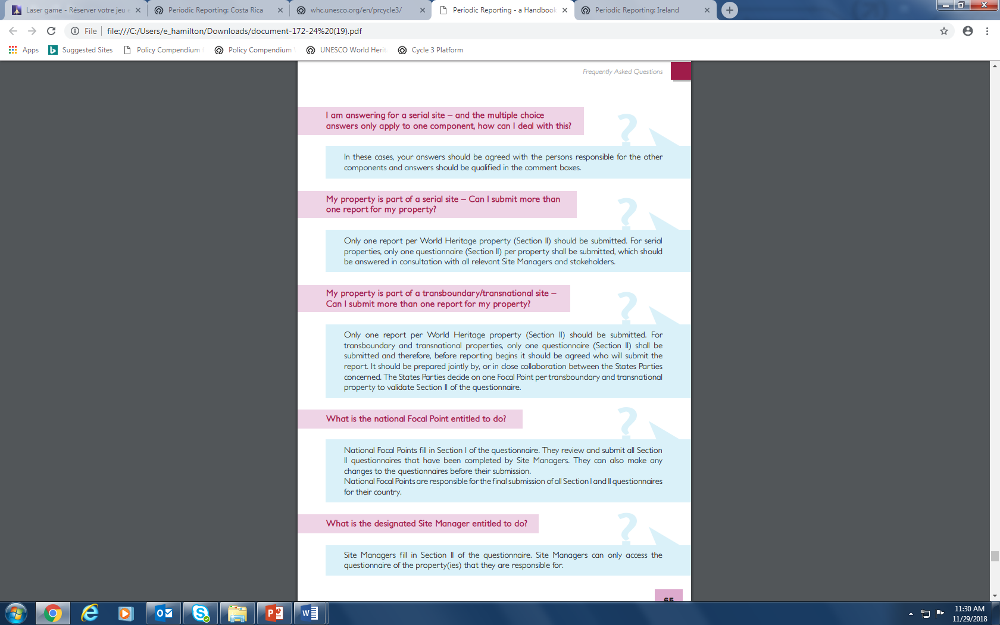 Laser game - Réserver votre jeu
Periodic Reporting: Costa Rica
whc.unesco.org/en/prcycle3/
Periodic Reporting - a Handbook
Periodic Reporting: Ireland
File
file:///C:/Users/e_hamilton/Downloads/document-172-24%20(19).pdf
Apps
Suggested Sites
Policy Compendium
Policy Compendium
UNESCO World Herit
Cycle 3 Platform
Frequently Asked Questions
I am answering for a serial site – and the multiple choice
answers only apply to one component, how can I deal with this?
?
In these cases, your answers should be agreed with the persons responsible for the other
components and answers should be qualified in the comment boxes.
My property is part of a serial site – Can I submit more than
one report for my property?
?
Only one report per World Heritage property (Section II) should be submitted. For serial
properties, only one questionnaire (Section II) per property shall be submitted, which should
be answered in consultation with all relevant Site Managers and stakeholders.
My property is part of a transboundary/transnational site –
Can I submit more than one report for my property?
?
Only one report per World Heritage property (Section II) should be submitted. For
transboundary and transnational properties, only one questionnaire (Section II) shall be
submitted and therefore, before reporting begins it should be agreed who will submit the
report. It should be prepared jointly by, or in close collaboration between the States Parties
concerned. The States Parties decide on one Focal Point per transboundary and transnational
property to validate Section II of the questionnaire.
What is the national Focal Point entitled to do?
?
National Focal Points fill in Section I of the questionnaire. They review and submit all Section
II questionnaires that have been completed by Site Managers. They can also make any
changes to the questionnaires before their submission.
National Focal Points are responsible for the final submission of all Section I and II questionnaires
for their country.
What is the designated Site Manager entitled to do?
?
Site Managers fill in Section II of the questionnaire. Site Managers can only access the
questionnaire of the property(ies) that they are responsible for.
65
11:30 AM
11/29/2018